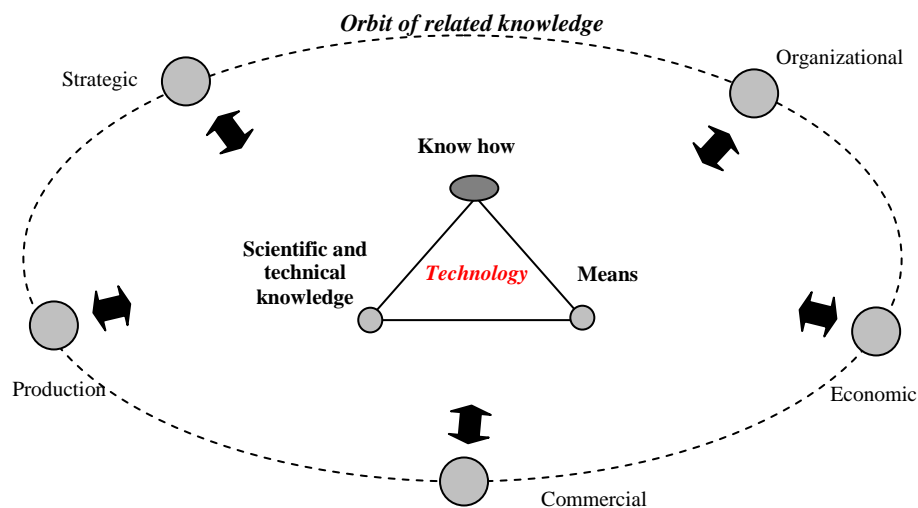 Orbit of related knowledge
Strategic
Organizational
Know how
Scientific and
technical
knowledge
Technology
Means
Production
Economic
Commercial